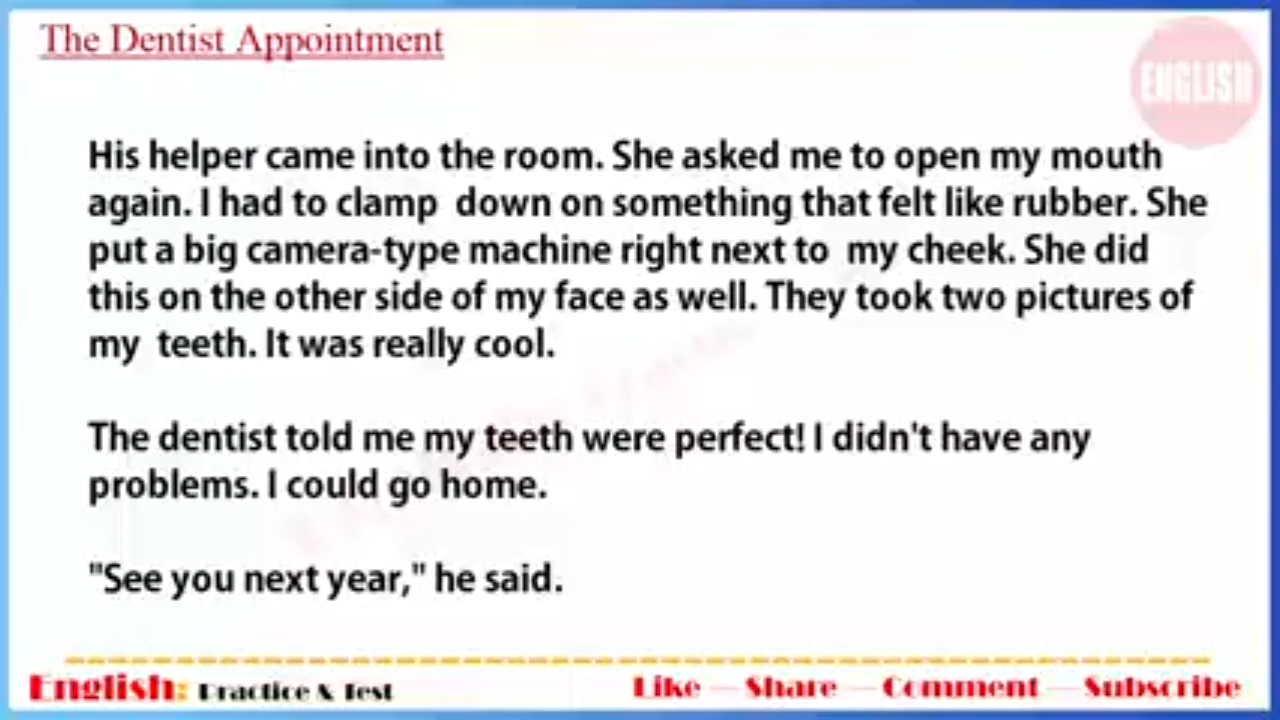 The Dentist Appointment
ENGLISH
His helper came into the room. She asked me to open my mouth
again. I had to clamp  down on something that felt like rubber. She
put a big camera-type machine right next to  my cheek. She did
this on the other side of my face as well. They took two pictures of
my  teeth. It was really cool.
The dentist told me my teeth were perfect! I didn't have any
problems. I could go home.
"See you next year," he said.
English: Practice & Test
Like — Share — Comment — Subscribe